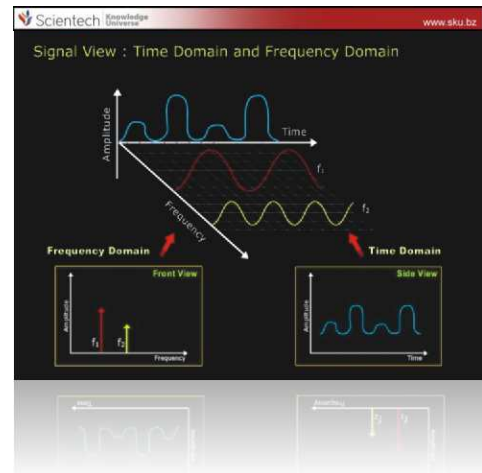 Scientech Knowledge Universe www.sku.bz
Signal View : Time Domain and Frequency Domain
Amplitude
Time
f₁
Frequency
f₂
Frequency Domain
Time Domain
Front View
Amplitude
f₁
f₂
Frequency
Side View
Amplitude
Time